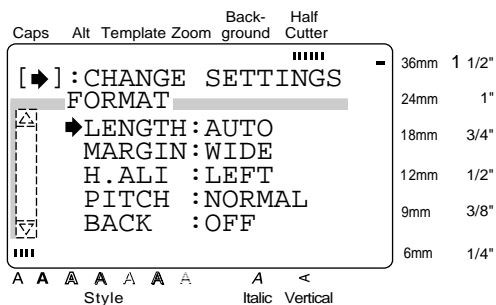 Back- Half
Caps Alt Template Zoom ground Cutter
[➡]:CHANGE SETTINGS
FORMAT
➡LENGTH:AUTO
MARGIN:WIDE
H.ALI :LEFT
PITCH :NORMAL
BACK :OFF
36mm 1 1/2"
24mm 1"
18mm 3/4"
12mm 1/2"
9mm 3/8"
6mm 1/4"
A A A A A A A A A
Style Italic Vertical